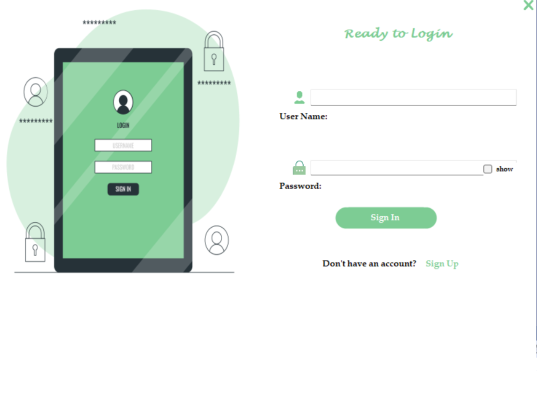 *********
Ready to Login
*********
*********
LOGIN
USERNAME
User Name:
PASSWORD
show
SIGN IN
Password:
Sign In
Don't have an account? Sign Up